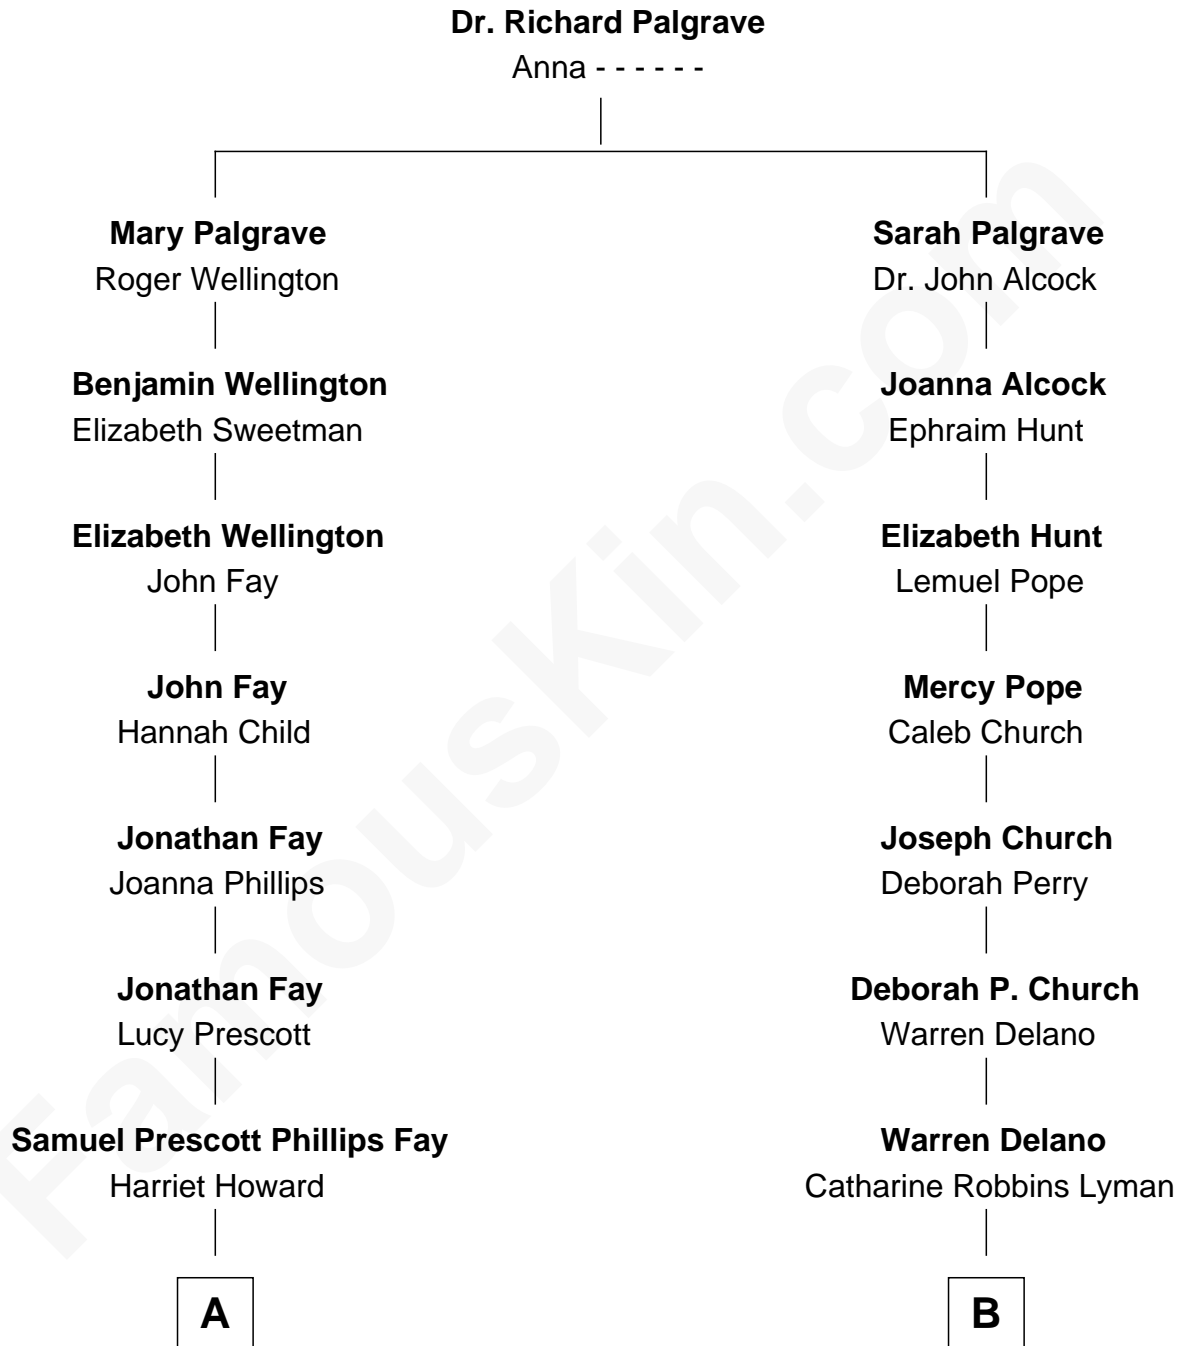 Dr. Richard Palgrave
Anna - - - - - -
Mary Palgrave
Roger Wellington
Sarah Palgrave
Dr. John Alcock
Benjamin Wellington
Elizabeth Sweetman
Joanna Alcock
Ephraim Hunt
Elizabeth Wellington
John Fay
Elizabeth Hunt
Lemuel Pope
John Fay
Hannah Child
Mercy Pope
Caleb Church
Jonathan Fay
Joanna Phillips
Joseph Church
Deborah Perry
Jonathan Fay
Lucy Prescott
Deborah P. Church
Warren Delano
Samuel Prescott Phillips Fay
Harriet Howard
Warren Delano
Catharine Robbins Lyman
A
B
FamousKin.com